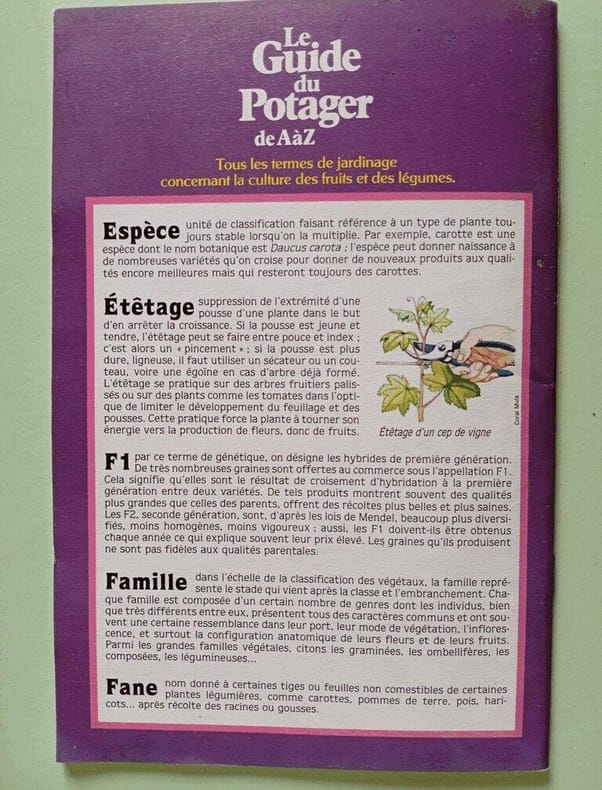 Le
Guide
du
Potager
de A à Z
Tous les termes de jardinage
concernant la culture des fruits et des légumes.
Espèce unité de classification faisant référence à un type de plante tou-
jours stable lorsqu'on la multiplie. Par exemple, carotte est une
espèce dont le nom botanique est Daucus carota ; l'espèce peut donner naissance à
de nombreuses variétés qu'on croise pour donner de nouveaux produits aux quali-
tés encore meilleures mais qui resteront toujours des carottes.
Étêtage suppression de l'extrémité d'une
pousse d'une plante dans le but
d'en arrêter la croissance. Si la pousse est jeune et
tendre, l'étêtage peut se faire entre pouce et index ;
c'est alors un « pincement » ; si la pousse est plus
dure, ligneuse, il faut utiliser un sécateur ou un cou-
teau, voire une égoïne en cas d'arbre déjà formé.
L'étêtage se pratique sur des arbres fruitiers palis-
sés ou sur des plants comme les tomates dans l'opti-
que de limiter le développement du feuillage et des
pousses. Cette pratique force la plante à tourner son
énergie vers la production de fleurs, donc de fruits.
Étêtage d'un cep de vigne
Coral Mula
F1 par ce terme de génétique, on désigne les hybrides de première génération.
De très nombreuses graines sont offertes au commerce sous l'appellation F1.
Cela signifie qu'elles sont le résultat de croisement d'hybridation à la première
génération entre deux variétés. De tels produits montrent souvent des qualités
plus grandes que celles des parents, offrent des récoltes plus belles et plus saines.
Les F2, seconde génération, sont, d'après les lois de Mendel, beaucoup plus diversi-
fiés, moins homogènes, moins vigoureux ; aussi, les F1 doivent-ils être obtenus
chaque année ce qui explique souvent leur prix élevé. Les graines qu'ils produisent
ne sont pas fidèles aux qualités parentales.
Famille dans l'échelle de la classification des végétaux, la famille repré-
sente le stade qui vient après la classe et l'embranchement. Cha-
que famille est composée d'un certain nombre de genres dont les individus, bien
que très différents entre eux, présentent tous des caractères communs et ont sou-
vent une certaine ressemblance dans leur port, leur mode de végétation, l'inflores-
cence, et surtout la configuration anatomique de leurs fleurs et de leurs fruits.
Parmi les grandes familles végétales, citons les graminées, les ombellifères, les
composées, les légumineuses...
Fane nom donné à certaines tiges ou feuilles non comestibles de certaines
plantes légumières, comme carottes, pommes de terre, pois, hari-
cots... après récolte des racines ou gousses.